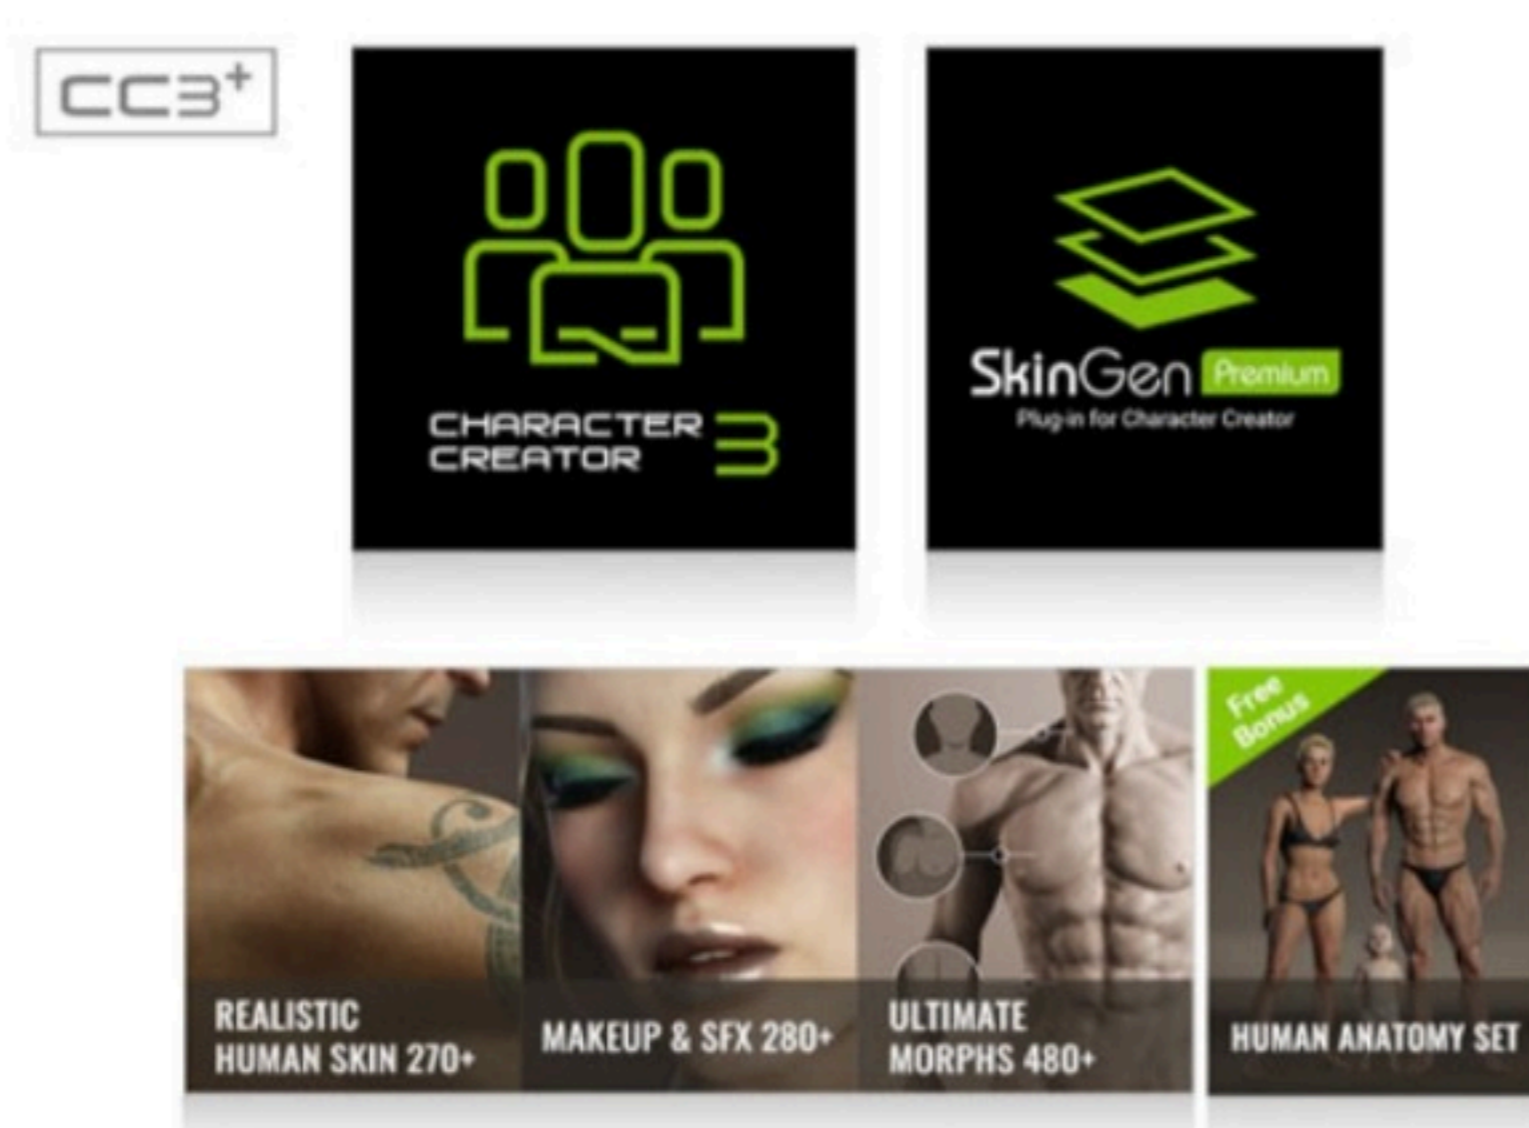 CC3+
CHARACTER
CREATOR 3
SkinGen Premium
Plug-in for Character Creator
REALISTIC
HUMAN SKIN 270+
MAKEUP & SFX 280+
ULTIMATE
MORPHS 480+
Free
Bonus
HUMAN ANATOMY SET